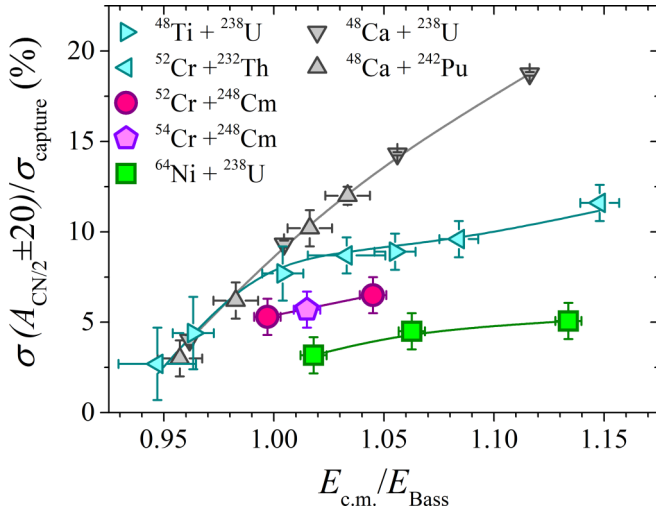 σ(A_CN/2±20)/σ_capture (%)
20
15
10
5
0
⁴⁸Ti + ²³⁸U
⁵²Cr + ²³²Th
⁵²Cr + ²⁴⁸Cm
⁵⁴Cr + ²⁴⁸Cm
⁶⁴Ni + ²³⁸U
⁴⁸Ca + ²³⁸U
⁴⁸Ca + ²⁴²Pu
0.95 1.00 1.05 1.10 1.15
E_c.m./E_Bass